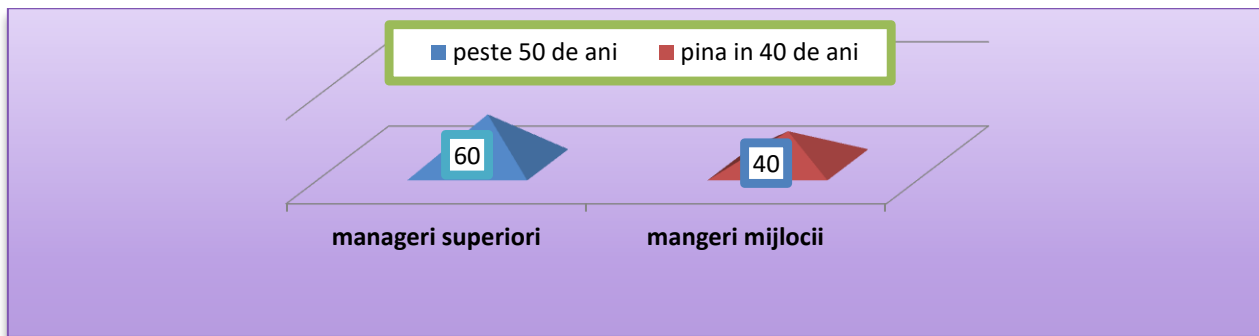 peste 50 de ani pina in 40 de ani
60 40
manageri superiori mangeri mijlocii